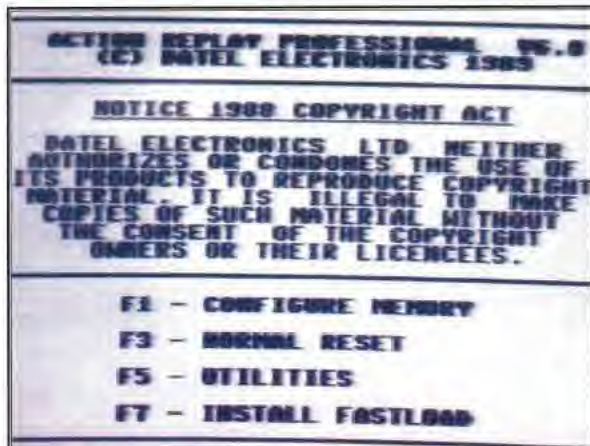 ACTION REPLAY PROFESSIONAL V6.0
(C) DATEL ELECTRONICS 1989
NOTICE 1988 COPYRIGHT ACT
DATEL ELECTRONICS LTD NEITHER
AUTHORIZES OR CONDONES THE USE OF
ITS PRODUCTS TO REPRODUCE COPYRIGHT
MATERIAL. IT IS ILLEGAL TO MAKE
COPIES OF SUCH MATERIAL WITHOUT
THE CONSENT OF THE COPYRIGHT
OWNERS OR THEIR LICENCEES.
F1 - CONFIGURE MEMORY
F3 - NORMAL RESET
F5 - UTILITIES
F7 - INSTALL FASTLOAD